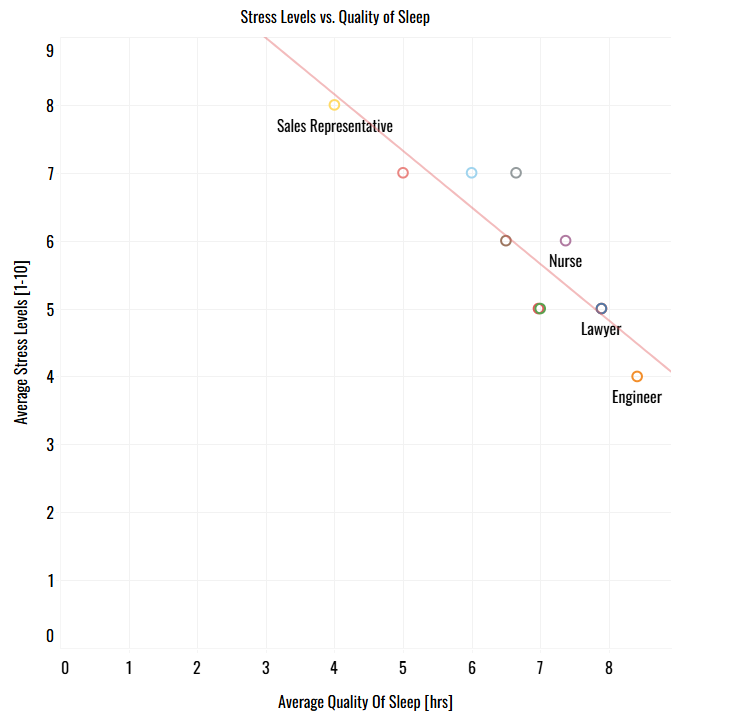 Stress Levels vs. Quality of Sleep
9
8
Sales Representative
7
6
Nurse
5
Lawyer
4
Engineer
3
2
1
0
Average Stress Levels [1-10]
0 1 2 3 4 5 6 7 8
Average Quality Of Sleep [hrs]